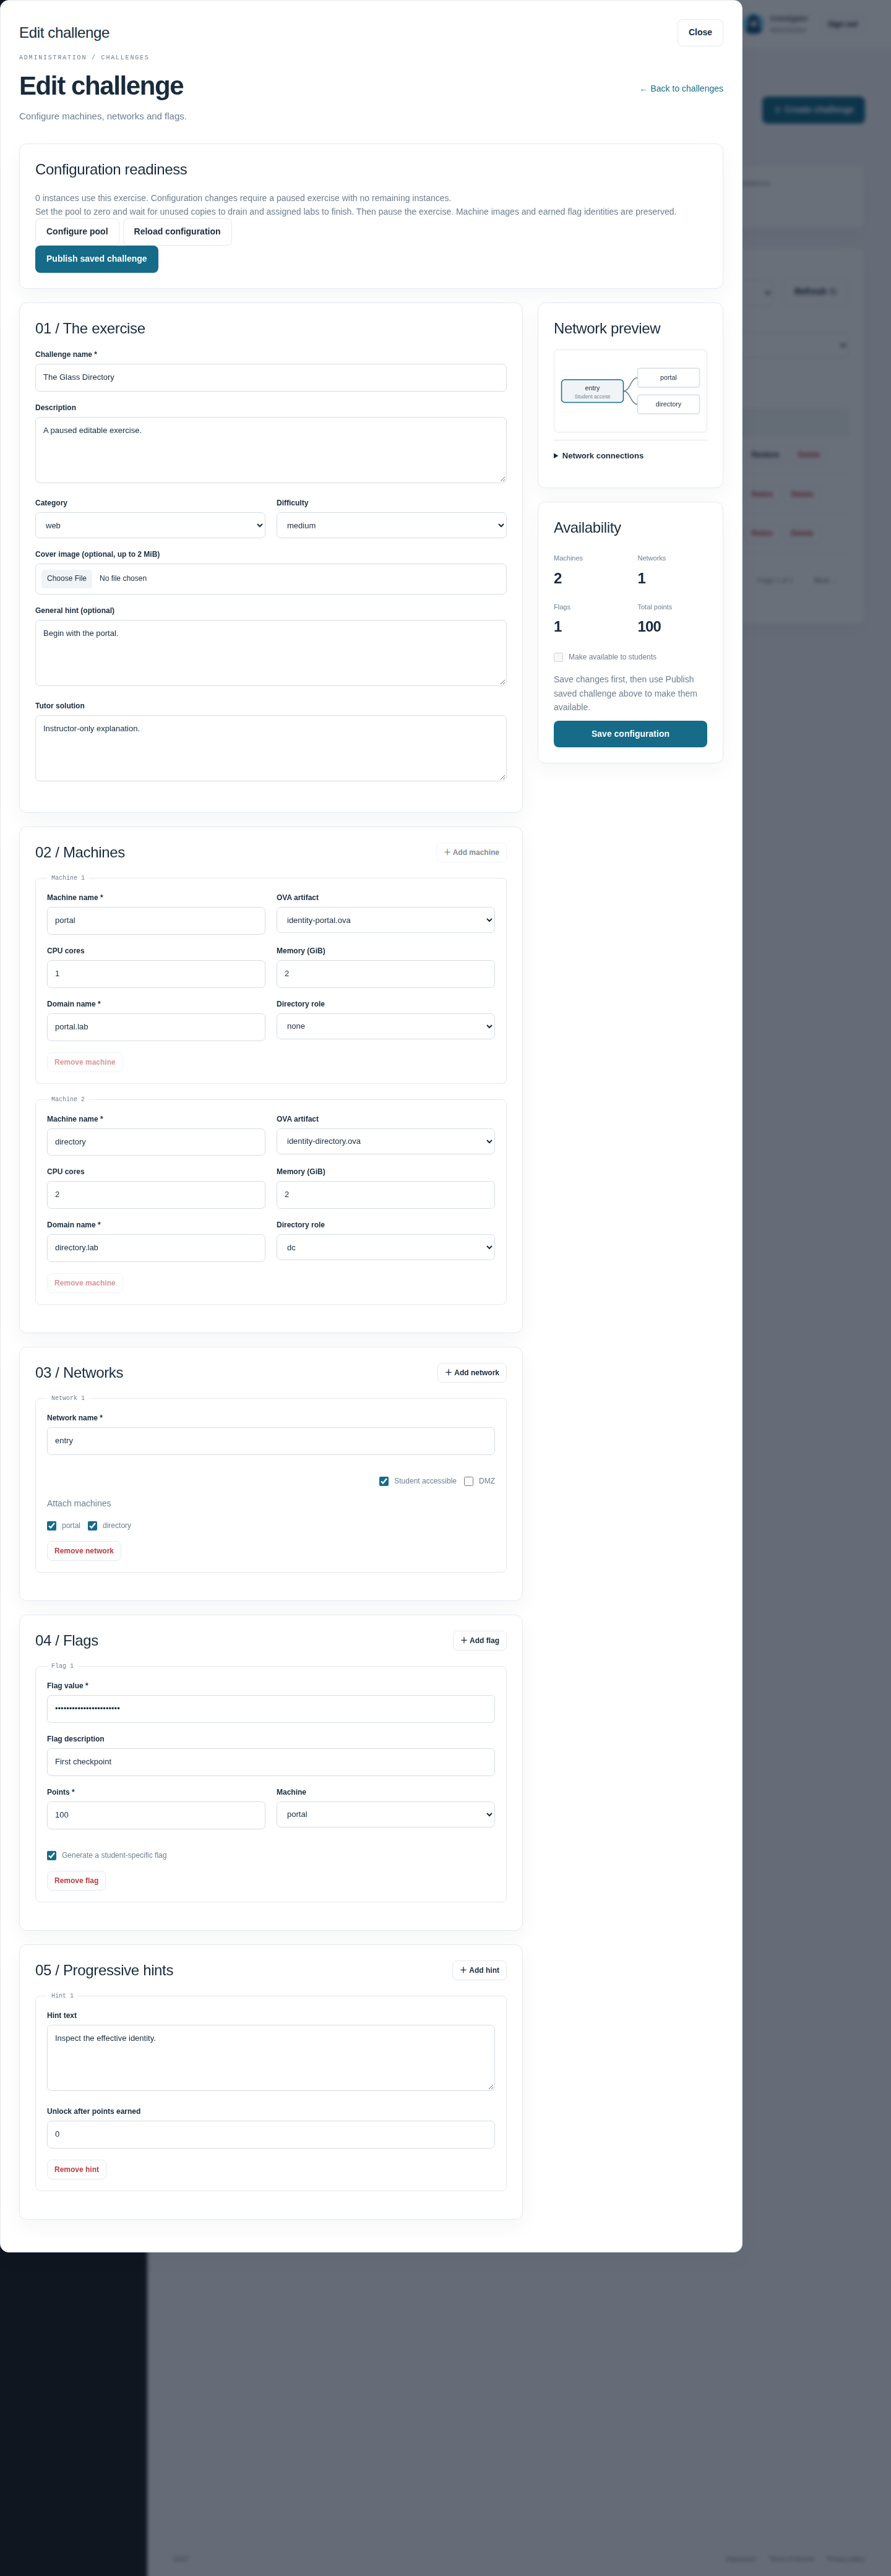 Edit challenge
Close
ADMINISTRATION / CHALLENGES
Edit challenge
← Back to challenges
Configure machines, networks and flags.
Configuration readiness
0 instances use this exercise. Configuration changes require a paused exercise with no remaining instances.
Set the pool to zero and wait for unused copies to drain and assigned labs to finish. Then pause the exercise. Machine images and earned flag identities are preserved.
Configure pool
Reload configuration
Publish saved challenge
01 / The exercise
Challenge name *
The Glass Directory
Description
A paused editable exercise.
Category
Difficulty
web
medium
Cover image (optional, up to 2 MiB)
Choose File No file chosen
General hint (optional)
Begin with the portal.
Tutor solution
Instructor-only explanation.
Network preview
entry
Student access
portal
directory
▶ Network connections
Availability
Machines
Networks
2
1
Flags
Total points
1
100
Make available to students
Save changes first, then use Publish
saved challenge above to make them
available.
Save configuration
02 / Machines
+ Add machine
Machine 1
Machine name *
OVA artifact
portal
identity-portal.ova
CPU cores
Memory (GiB)
1
2
Domain name *
Directory role
portal.lab
none
Remove machine
Machine 2
Machine name *
OVA artifact
directory
identity-directory.ova
CPU cores
Memory (GiB)
2
2
Domain name *
Directory role
directory.lab
dc
Remove machine
03 / Networks
+ Add network
Network 1
Network name *
entry
Student accessible
DMZ
Attach machines
portal
directory
Remove network
04 / Flags
+ Add flag
Flag 1
Flag value *
Flag description
First checkpoint
Points *
Machine
100
portal
Generate a student-specific flag
Remove flag
05 / Progressive hints
+ Add hint
Hint 1
Hint text
Inspect the effective identity.
Unlock after points earned
0
Remove hint
Sign out
+ Create challenge
Refresh